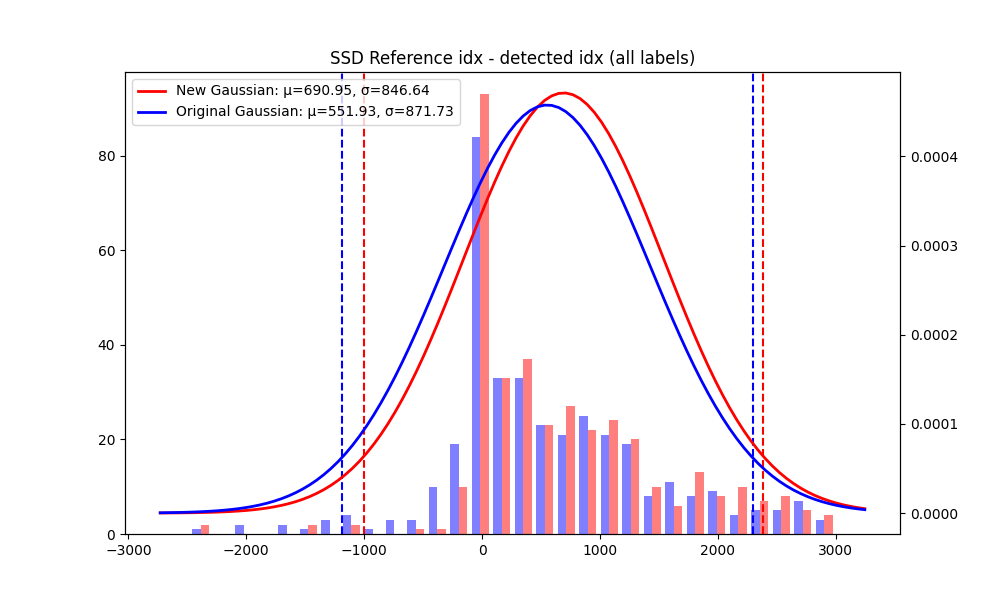 SSD Reference idx - detected idx (all labels)
New Gaussian: μ=690.95, σ=846.64
Original Gaussian: μ=551.93, σ=871.73
80
60
40
20
0
0.0004
0.0003
0.0002
0.0001
0.0000
−3000 −2000 −1000 0 1000 2000 3000